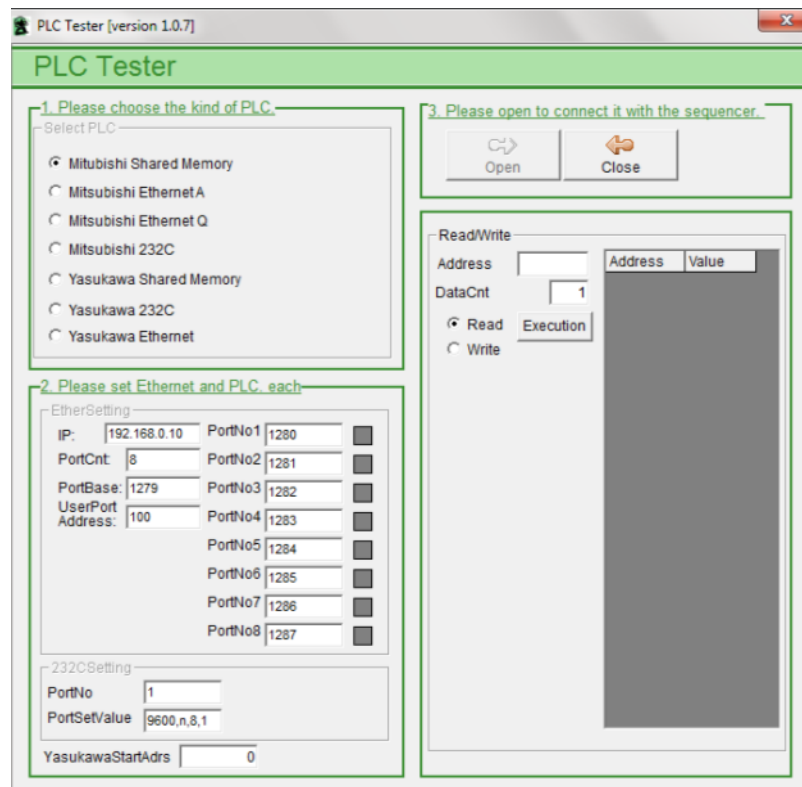 PLC Tester [version 1.0.7]
x
PLC Tester
1. Please choose the kind of PLC.
Select PLC
Mitubishi Shared Memory
Mitsubishi Ethernet A
Mitsubishi Ethernet Q
Mitsubishi 232C
Yasukawa Shared Memory
Yasukawa 232C
Yasukawa Ethernet
2. Please set Ethernet and PLC. each
EtherSetting
IP: 192.168.0.10 PortNo1 1280
PortCnt: 8 PortNo2 1281
PortBase: 1279 PortNo3 1282
UserPort
Address: 100 PortNo4 1283
PortNo5 1284
PortNo6 1285
PortNo7 1286
PortNo8 1287
232CSetting
PortNo 1
PortSetValue 9600,n,8,1
YasukawaStartAdrs 0
3. Please open to connect it with the sequencer.
Open Close
Read/Write
Address
DataCnt 1
Read Execution
Write
Address Value